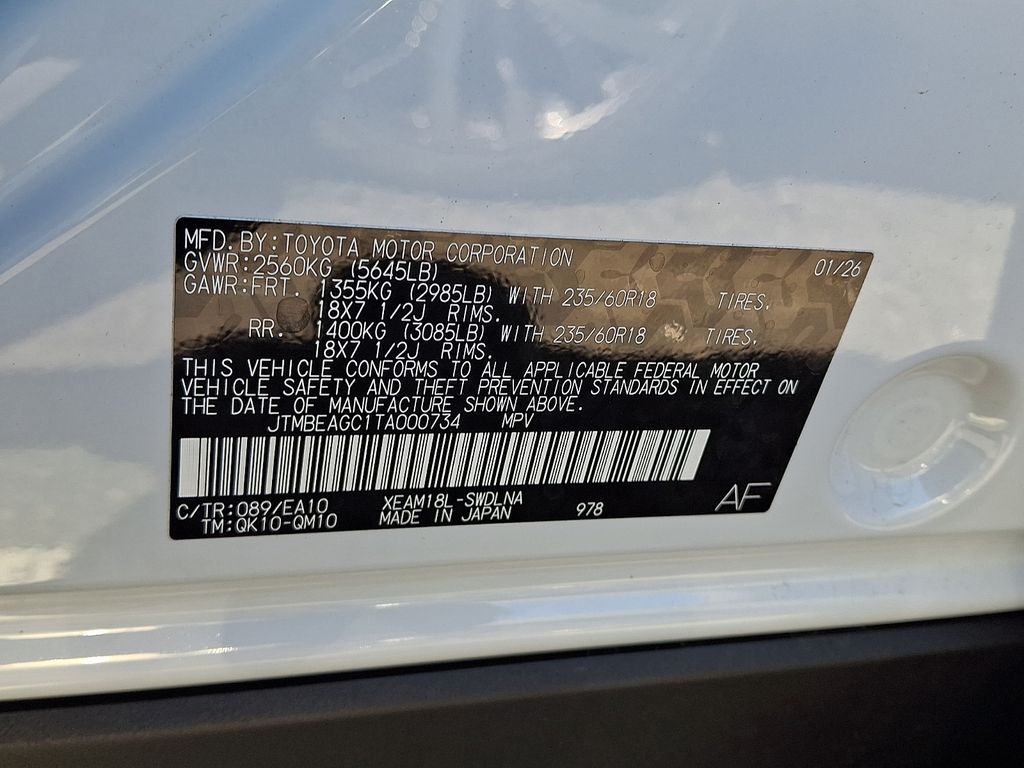 MFD. BY:TOYOTA MOTOR CORPORATION 01/26
GVWR:2560KG (5645LB)
GAWR:FRT. 1355KG (2985LB) WITH 235/60R18 TIRES,
18X7 1/2J RIMS.
RR. 1400KG (3085LB) WITH 235/60R18 TIRES,
18X7 1/2J RIMS.
THIS VEHICLE CONFORMS TO ALL APPLICABLE FEDERAL MOTOR
VEHICLE SAFETY AND THEFT PREVENTION STANDARDS IN EFFECT ON
THE DATE OF MANUFACTURE SHOWN ABOVE.
JTMBEAGC1TA000734 MPV
C/TR:089/EA10 XEAM18L-SWDLNA
TM:QK10-QM10 MADE IN JAPAN 978
AF